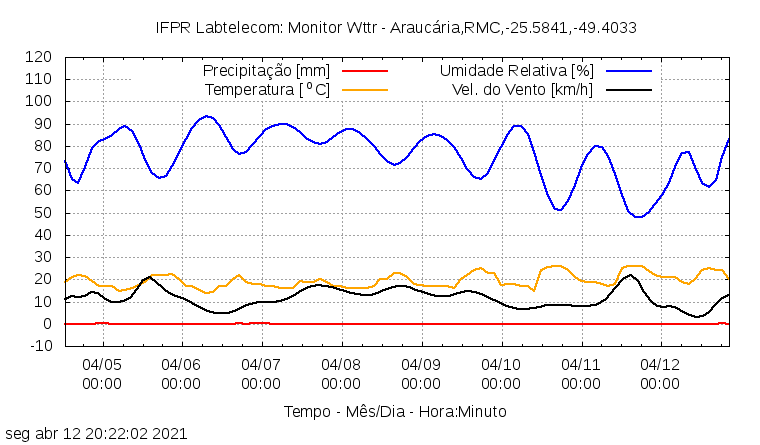 IFPR Labtelecom: Monitor Wttr - Araucária,RMC,-25.5841,-49.4033
Precipitação [mm]
Temperatura [⁰C]
Umidade Relativa [%]
Vel. do Vento [km/h]
120
110
100
90
80
70
60
50
40
30
20
10
0
-10
04/05 04/06 04/07 04/08 04/09 04/10 04/11 04/12
00:00 00:00 00:00 00:00 00:00 00:00 00:00 00:00
Tempo - Mês/Dia - Hora:Minuto
seg abr 12 20:22:02 2021